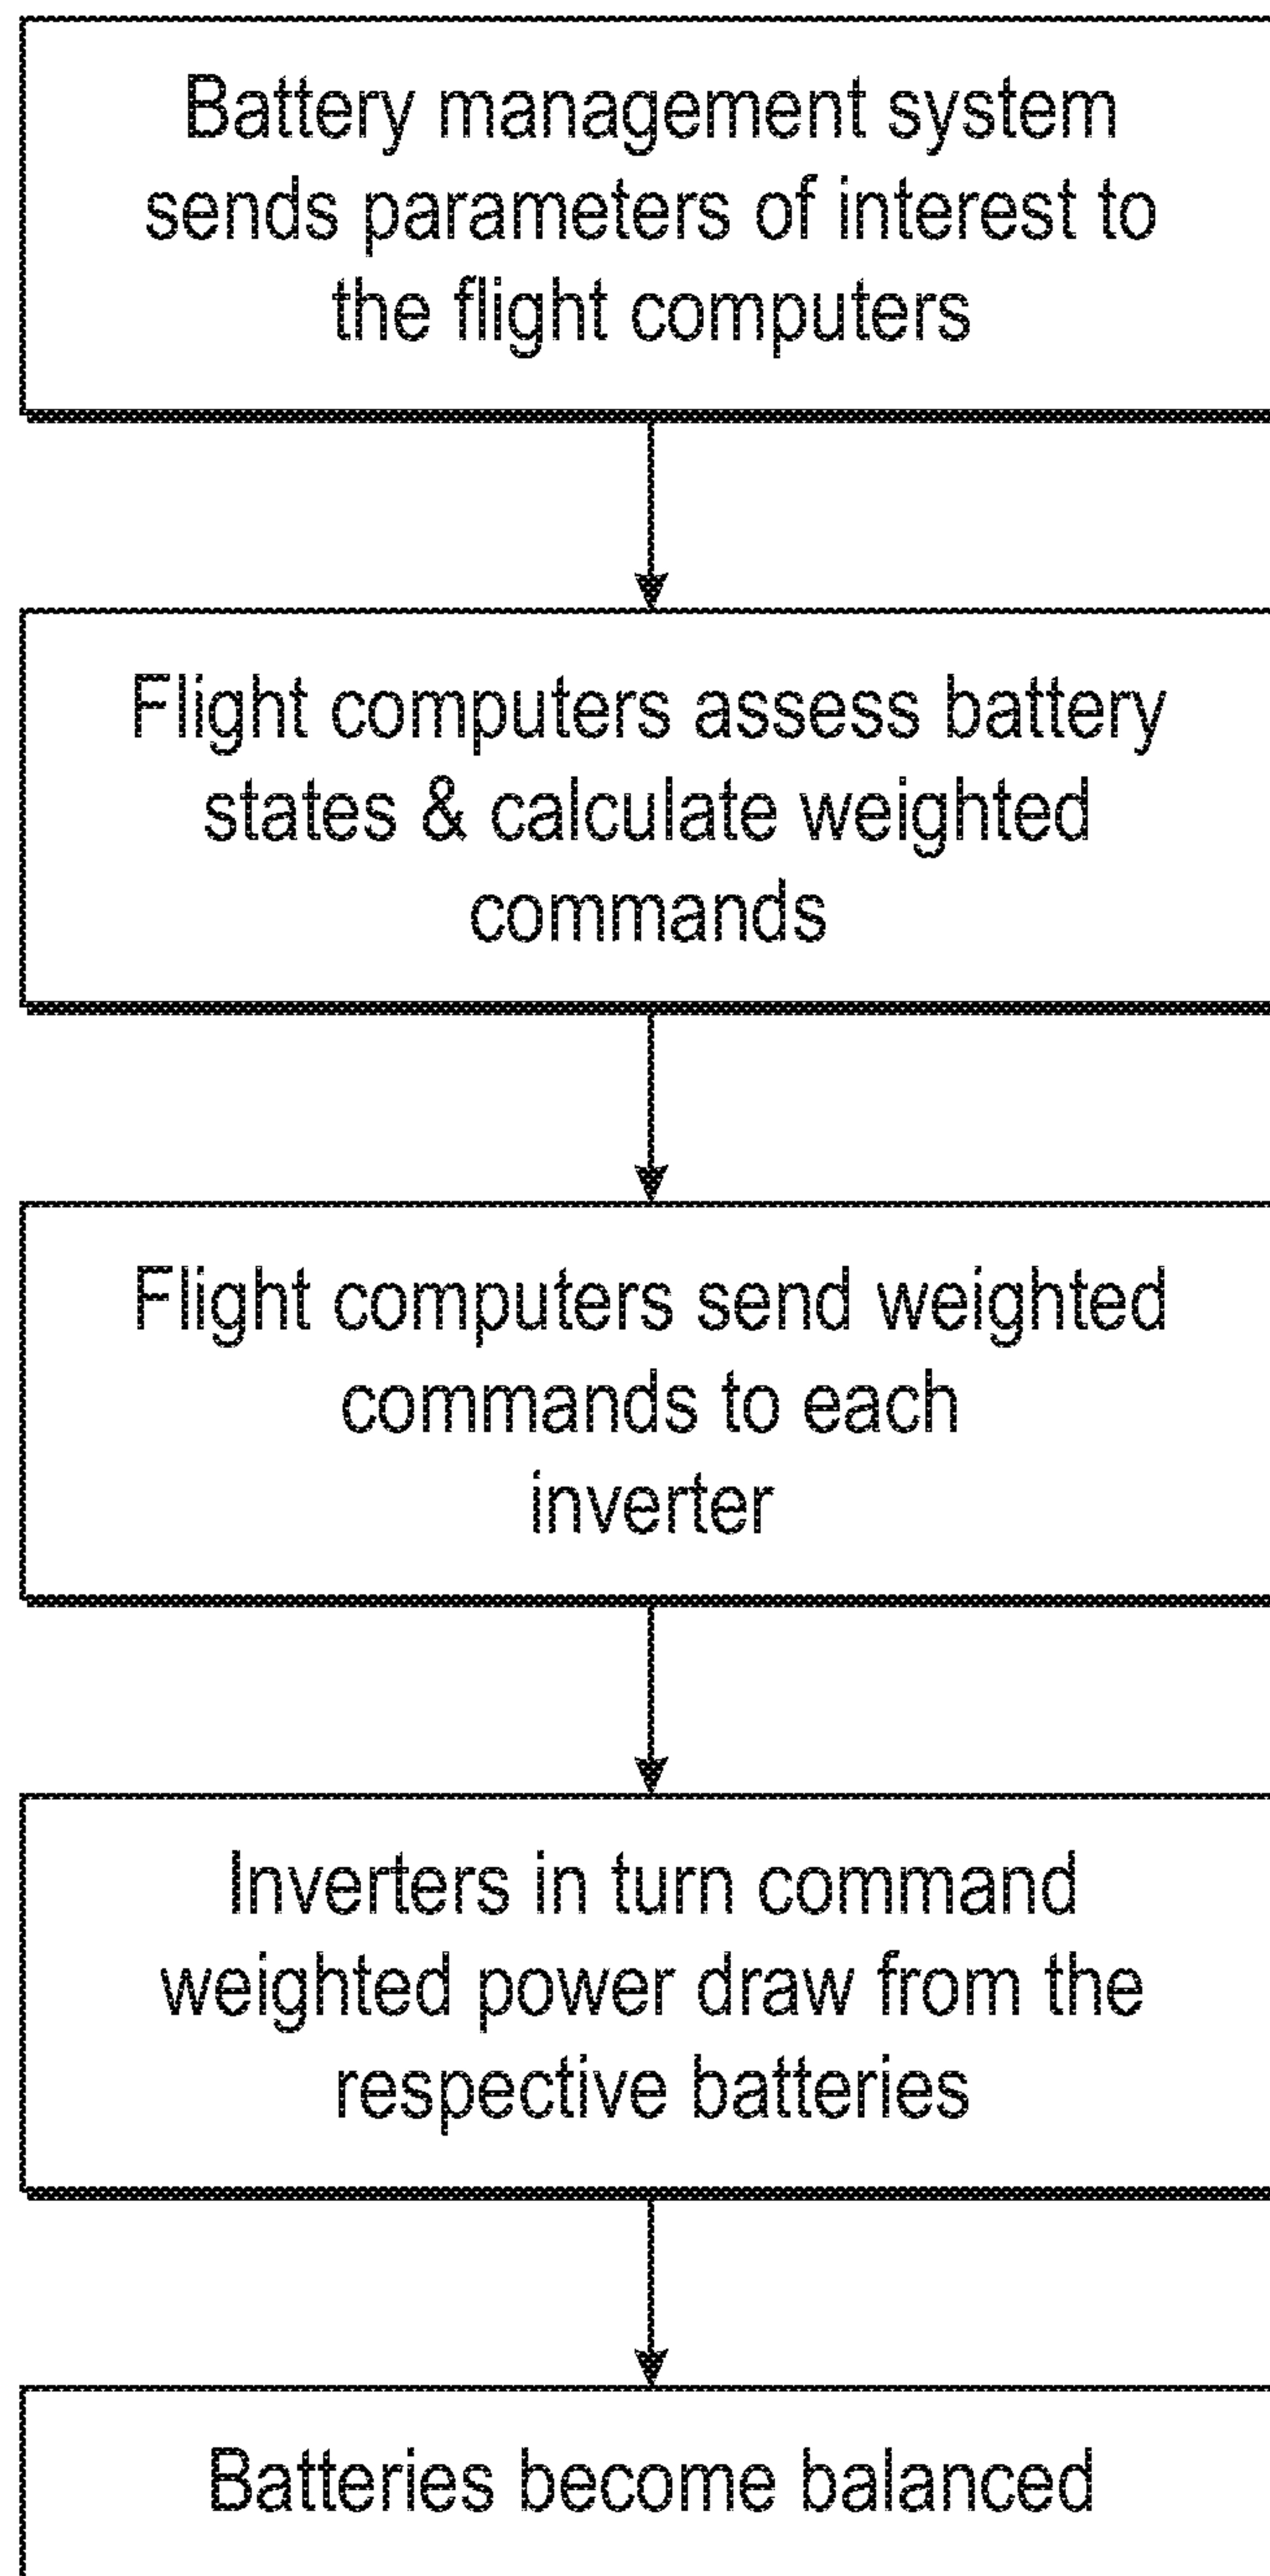 Battery management system
sends parameters of interest to
the flight computers
Flight computers assess battery
states & calculate weighted
commands
Flight computers send weighted
commands to each
inverter
Inverters in turn command
weighted power draw from the
respective batteries
Batteries become balanced